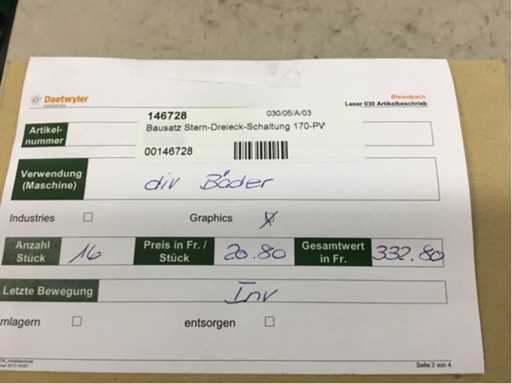 Daetwyler
Bleienbach
Laser 030 Artikelbeschrieb
146728
030/05/A/03
Bausatz Stern-Dreieck-Schaltung 170-PV
00146728
Artikel-
nummer
Verwendung
(Maschine)
div Bäder
Industries
Graphics
Anzahl
Stück
16
Preis in Fr. /
Stück
20.80
Gesamtwert
in Fr.
332.80
Letzte Bewegung
Inv
mlagern
entsorgen
Seite 2 von 4